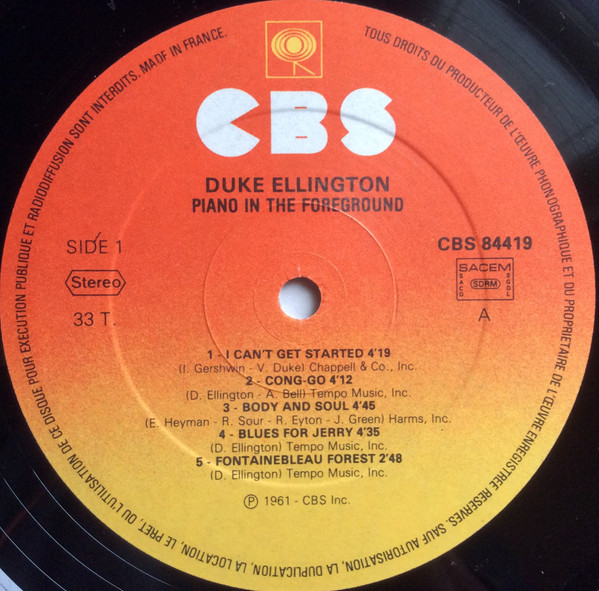 TOUS DROITS DU PRODUCTEUR DE L'ŒUVRE PHONOGRAPHIQUE ET DU PROPRIETAIRE DE L'ŒUVRE ENREGISTREE RESERVES. SAUF AUTORISATION, LA DUPLICATION, LA LOCATION, LE PRET, OU L'UTILISATION DE CE DISQUE POUR EXECUTION PUBLIQUE ET RADIODIFFUSION SONT INTERDITS. MADE IN FRANCE.
CBS
DUKE ELLINGTON
PIANO IN THE FOREGROUND
SIDE 1
CBS 84419
Stereo
SACEM
SACD
SDRM
SGDL
33 T.
A
1 - I CAN'T GET STARTED 4'19
(I. Gershwin - V. Duke) Chappell & Co., Inc.
2 - CONG-GO 4'12
(D. Ellington - A. Bell) Tempo Music, Inc.
3 - BODY AND SOUL 4'45
E. Heyman - R. Sour - R. Eyton - J. Green) Harms, Inc.
4 - BLUES FOR JERRY 4'35
(D. Ellington) Tempo Music, Inc.
5 - FONTAINEBLEAU FOREST 2'48
(D. Ellington) Tempo Music, Inc.
℗ 1961 - CBS Inc.